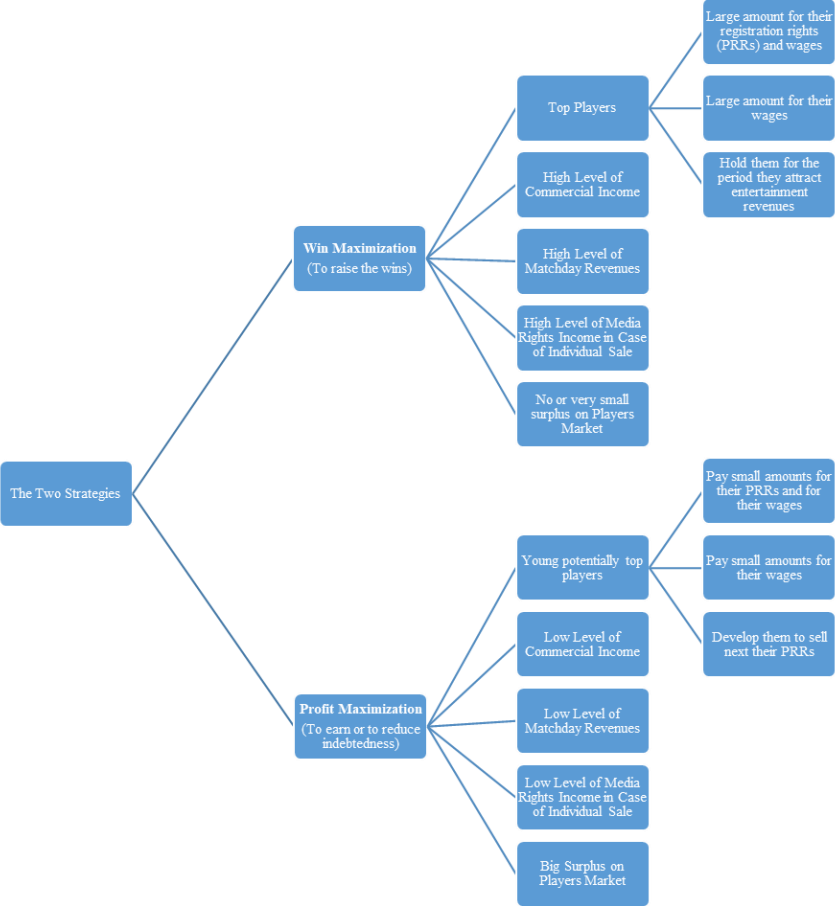 The Two Strategies
Win Maximization
(To raise the wins)
Top Players
Large amount for their
registration rights
(PRRs) and wages
Large amount for their
wages
Hold them for the
period they attract
entertainment
revenues
High Level of
Commercial Income
High Level of
Matchday Revenues
High Level of Media
Rights Income in Case
of Individual Sale
No or very small
surplus on Players
Market
Profit Maximization
(To earn or to reduce
indebtedness)
Young potentially top
players
Pay small amounts for
their PRRs and for
their wages
Pay small amounts for
their wages
Develop them to sell
next their PRRs
Low Level of
Commercial Income
Low Level of
Matchday Revenues
Low Level of Media
Rights Income in Case
of Individual Sale
Big Surplus on
Players Market